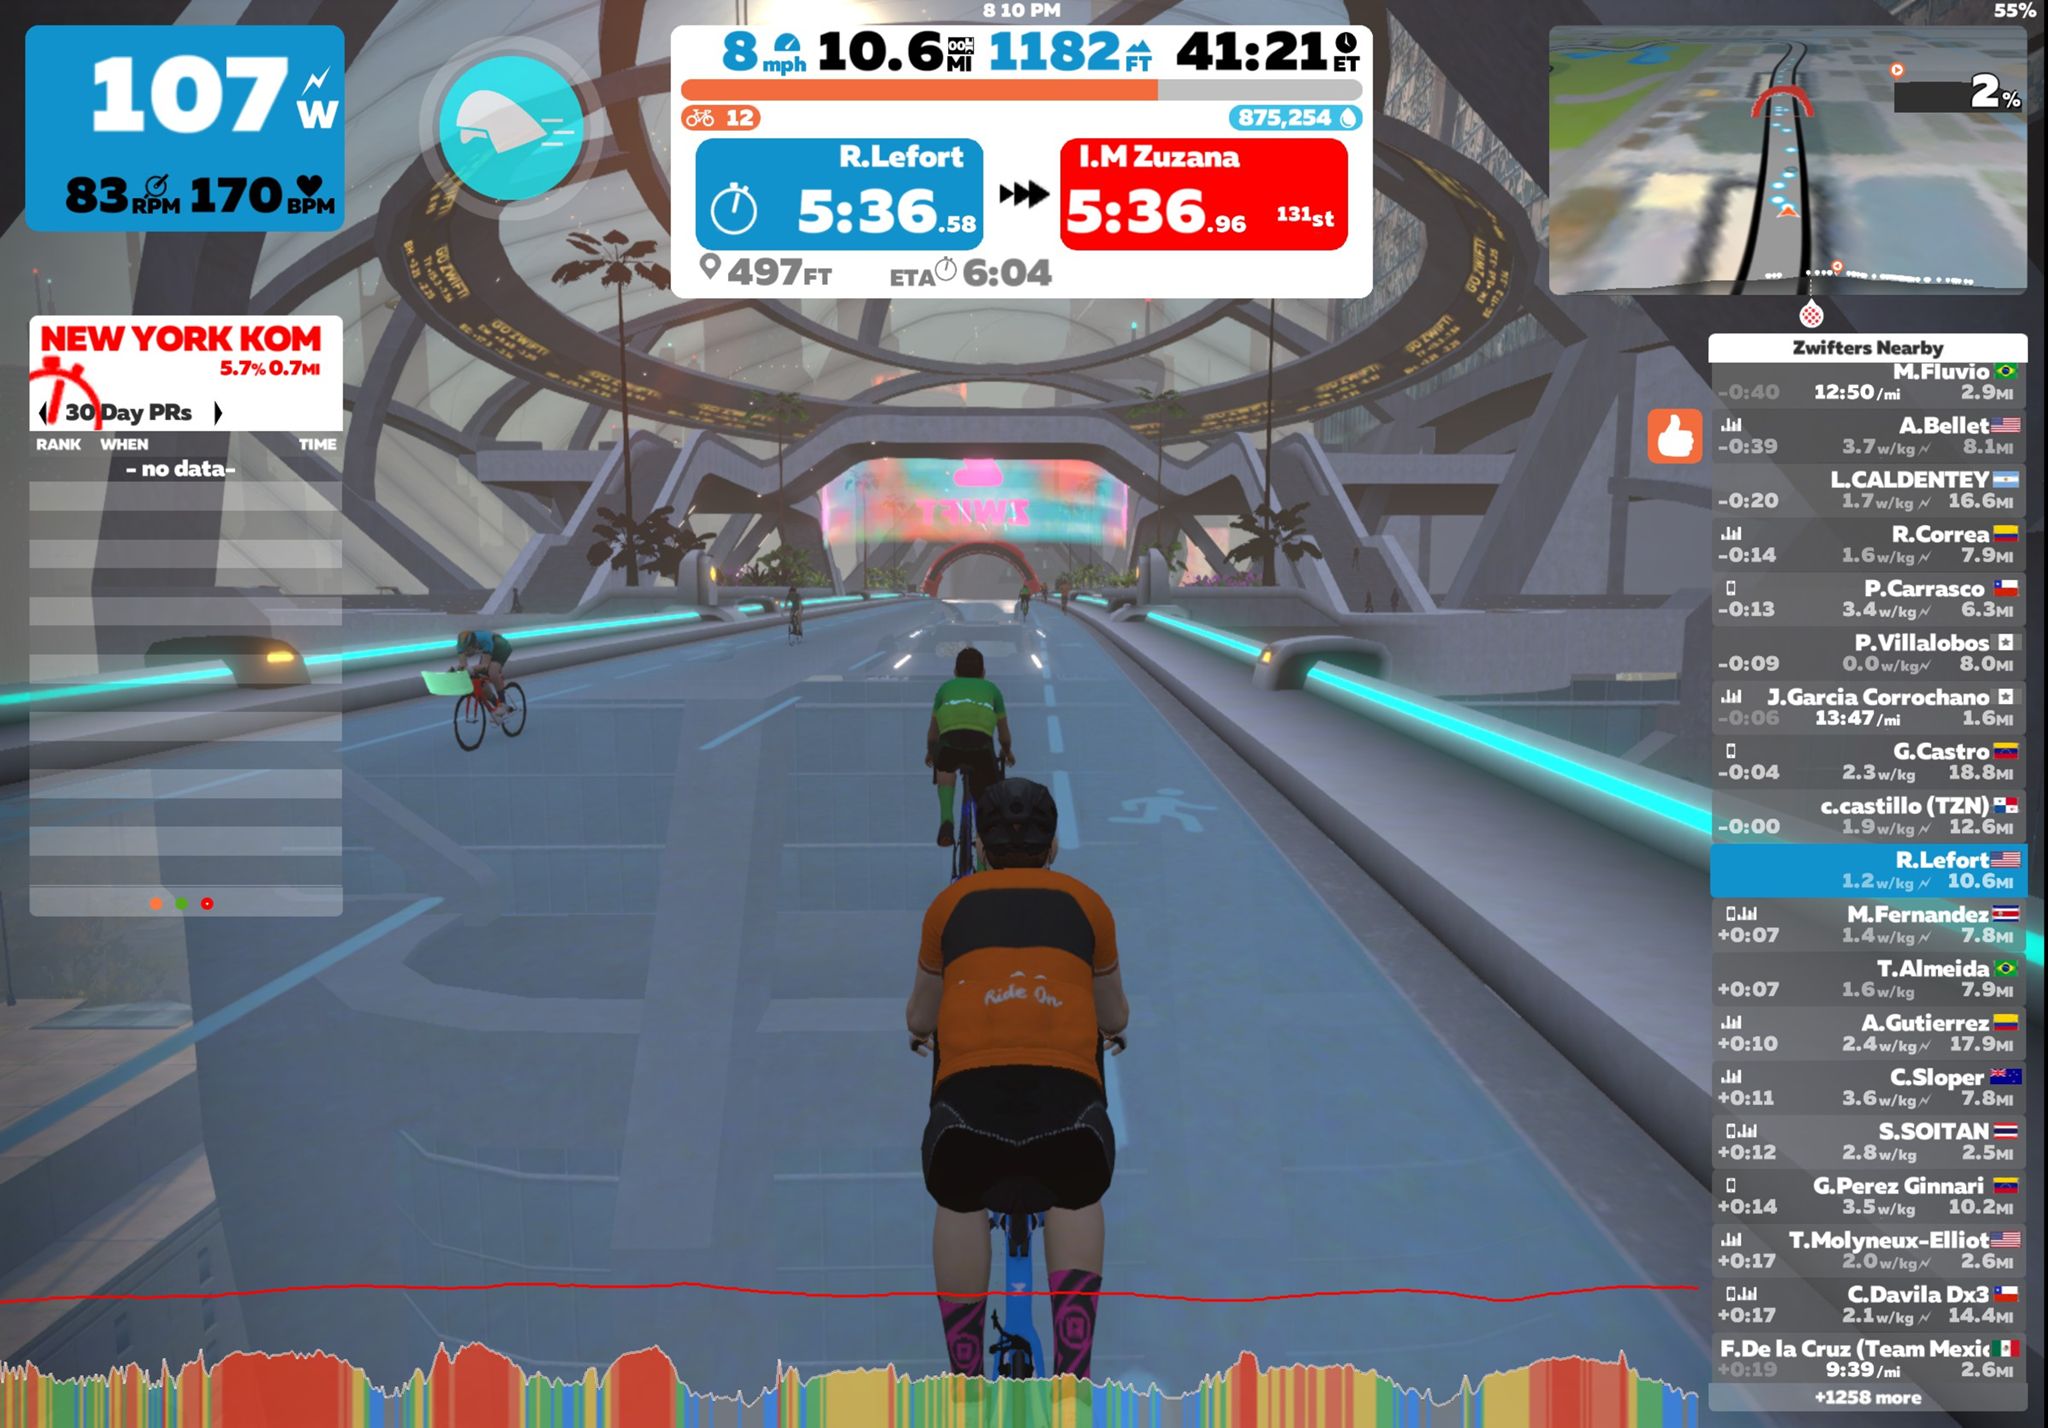 8 10 PM
55%
107 W
83 RPM 170 BPM
8 mph 10.6 MI 1182 FT 41:21 ET
12
875,254
R.Lefort
5:36.58
I.M Zuzana
5:36.96 131st
497FT ETA 6:04
2%
NEW YORK KOM
5.7% 0.7MI
30 Day PRs
RANK WHEN TIME
- no data-
GO ZWIFT!
GO ZWIFT!
GO ZWIFT!
GO ZWIFT!
ZWIFT
Ride On
Zwifters Nearby
M.Fluvio
-0:40 12:50/mi 2.9MI
A.Bellet
-0:39 3.7w/kg 8.1MI
L.CALDENTEY
-0:20 1.7w/kg 16.6MI
R.Correa
-0:14 1.6w/kg 7.9MI
P.Carrasco
-0:13 3.4w/kg 6.3MI
P.Villalobos
-0:09 0.0w/kg 8.0MI
J.Garcia Corrochano
-0:06 13:47/mi 1.6MI
G.Castro
-0:04 2.3w/kg 18.8MI
c.castillo (TZN)
-0:00 1.9w/kg 12.6MI
R.Lefort
1.2w/kg 10.6MI
M.Fernandez
+0:07 1.4w/kg 7.8MI
T.Almeida
+0:07 1.6w/kg 7.9MI
A.Gutierrez
+0:10 2.4w/kg 17.9MI
C.Sloper
+0:11 3.6w/kg 7.8MI
S.SOITAN
+0:12 2.8w/kg 2.5MI
G.Perez Ginnari
+0:14 3.5w/kg 10.2MI
T.Molyneux-Elliot
+0:17 2.0w/kg 2.6MI
C.Davila Dx3
+0:17 2.1w/kg 14.4MI
F.De la Cruz (Team Mexic
+0:19 9:39/mi 2.6MI
+1258 more